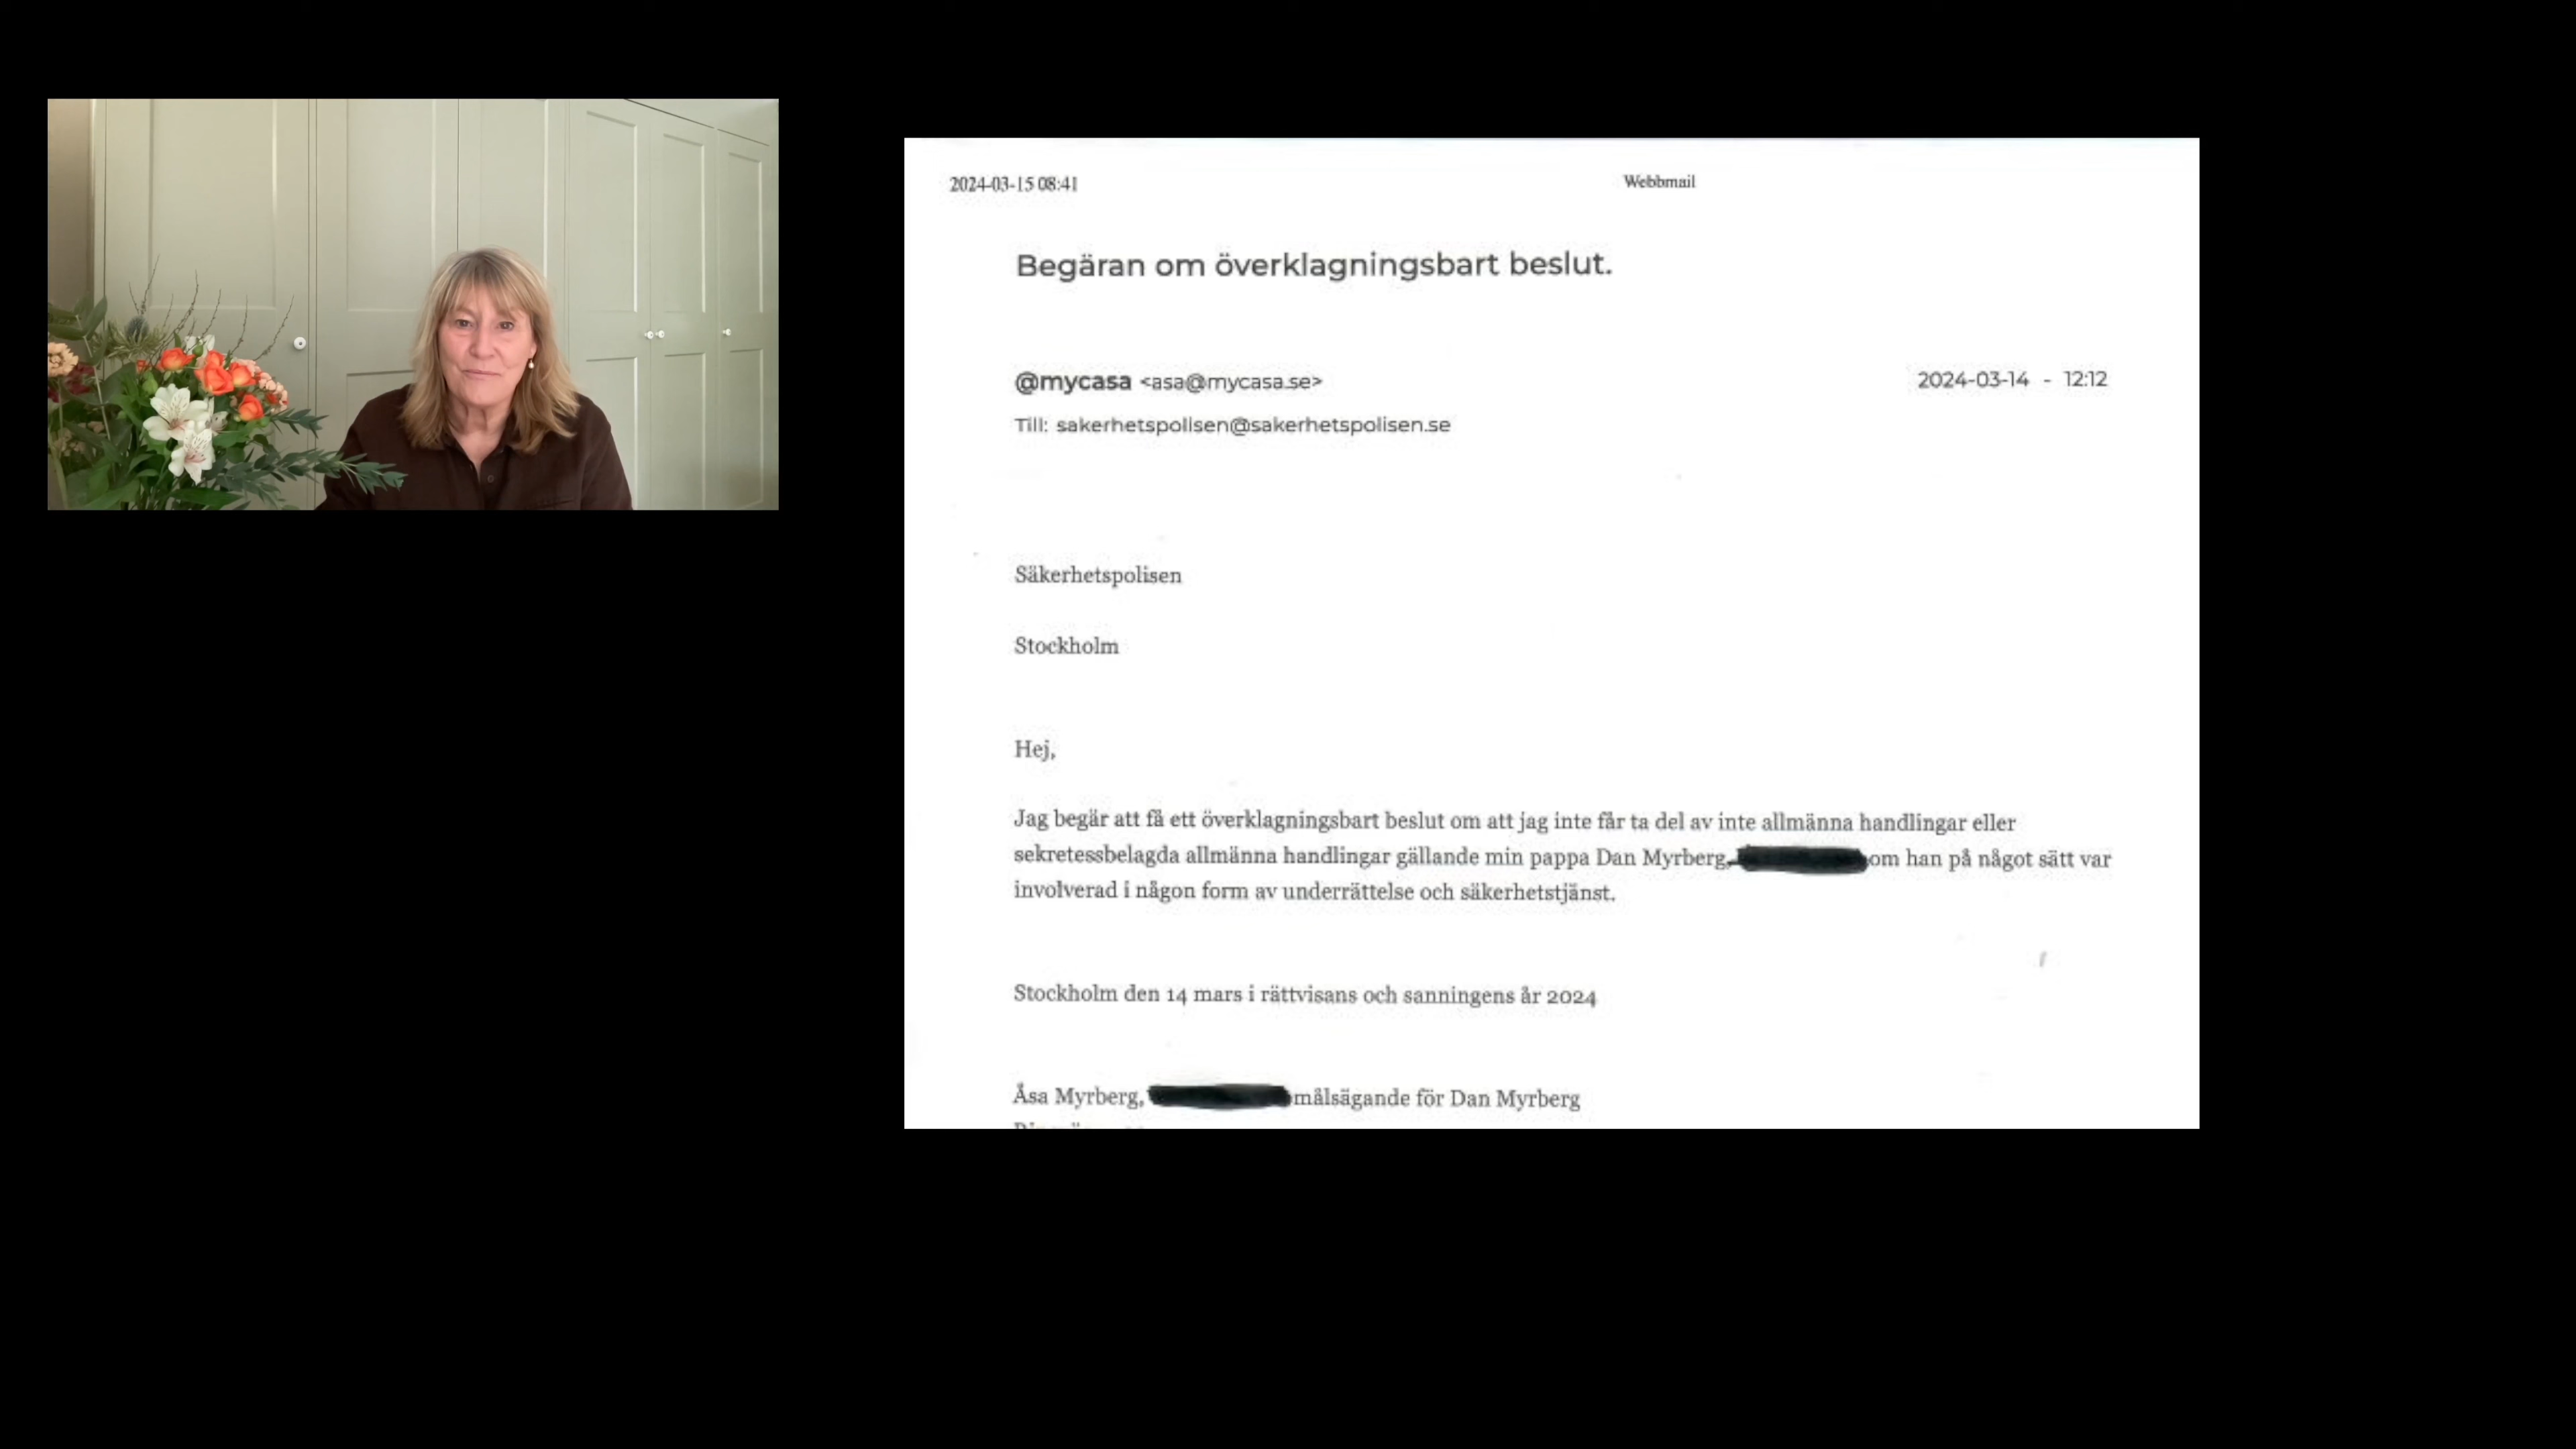 2024-03-15 08:41
Webbmail
Begäran om överklagningsbart beslut.
@mycasa <asa@mycasa.se>
2024-03-14 - 12:12
Till: sakerhetspolisen@sakerhetspolisen.se
Säkerhetspolisen
Stockholm
Hej,
Jag begär att få ett överklagningsbart beslut om att jag inte får ta del av inte allmänna handlingar eller
sekretessbelagda allmänna handlingar gällande min pappa Dan Myrberg, om han på något sätt var
involverad i någon form av underrättelse och säkerhetstjänst.
Stockholm den 14 mars i rättvisans och sanningens år 2024
Åsa Myrberg, målsägande för Dan Myrberg